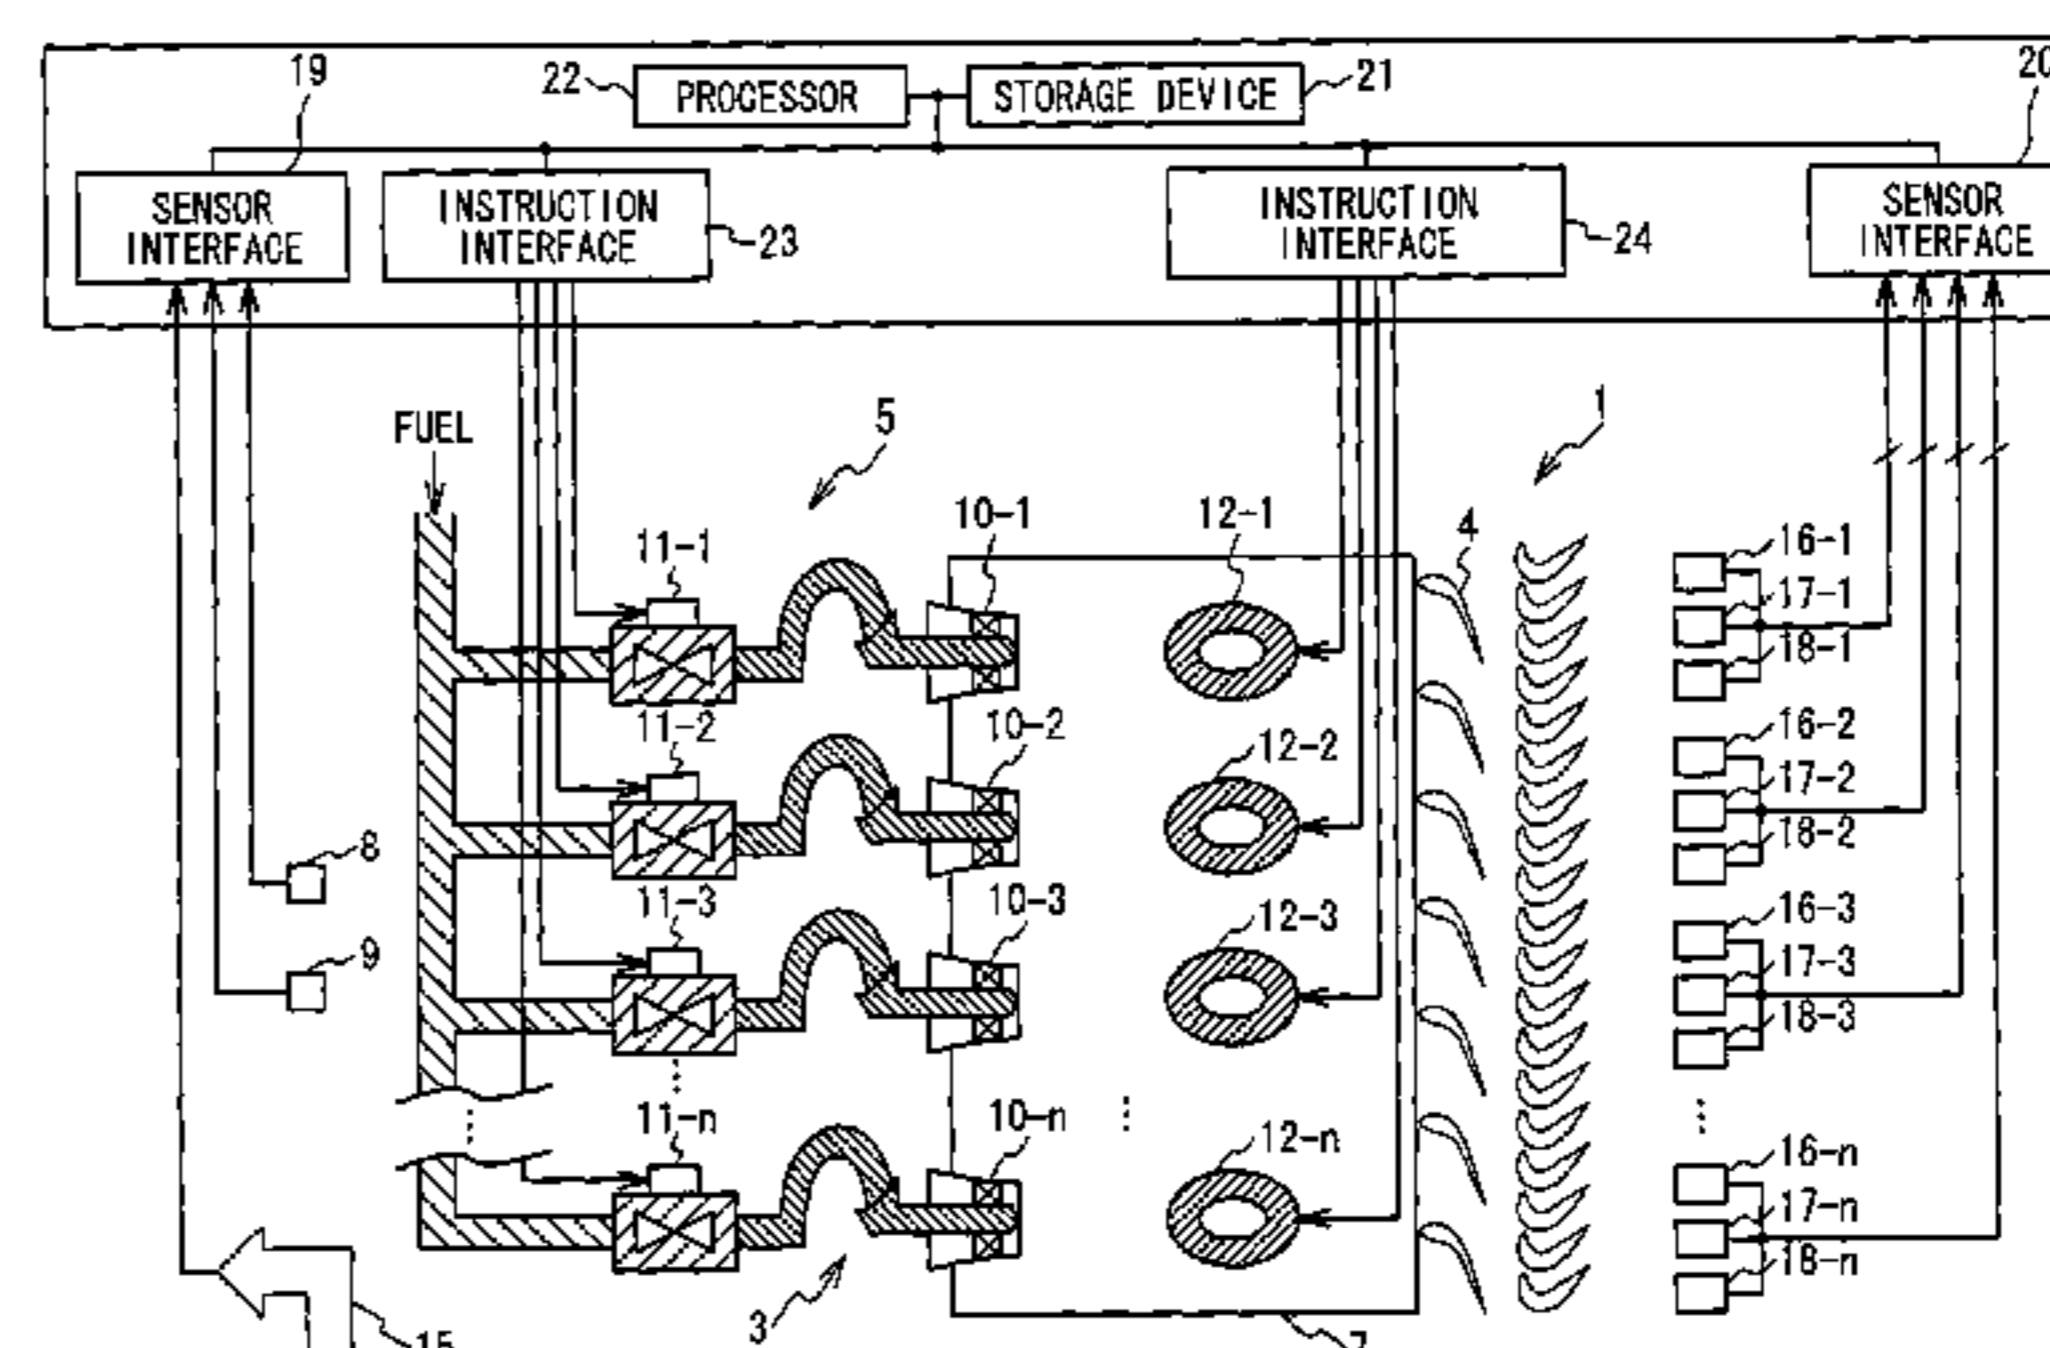 19
22
PROCESSOR
STORAGE DEVICE
21
20
SENSOR
INTERFACE
INSTRUCTION
INTERFACE
23
INSTRUCTION
INTERFACE
24
SENSOR
INTERFACE
FUEL
5
1
11-1
10-1
12-1
4
16-1
17-1
18-1
11-2
10-2
12-2
16-2
17-2
18-2
8
11-3
10-3
12-3
16-3
17-3
18-3
9
11-n
10-n
12-n
16-n
17-n
18-n
3
15
7